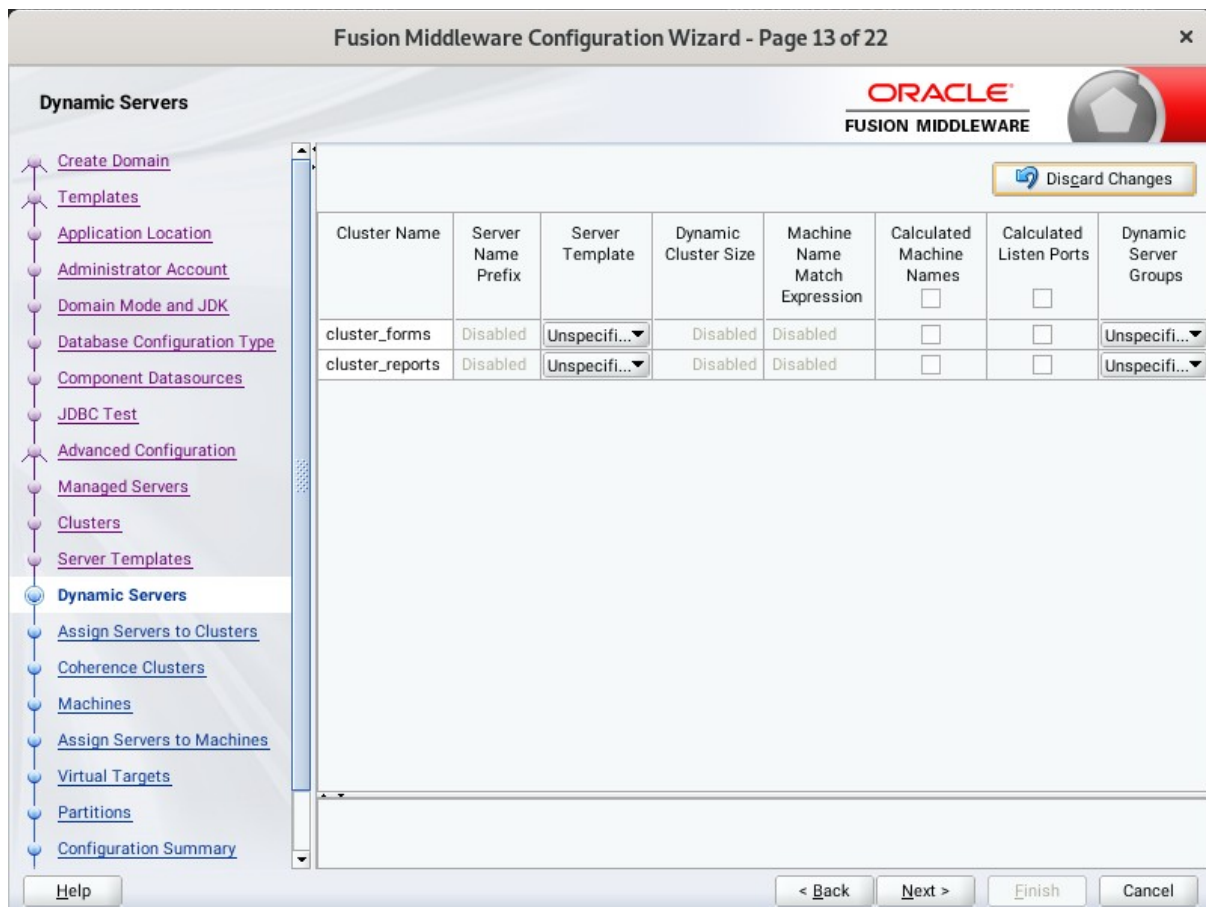 Fusion Middleware Configuration Wizard - Page 13 of 22
Dynamic Servers
ORACLE
FUSION MIDDLEWARE
Create Domain
Templates
Application Location
Administrator Account
Domain Mode and JDK
Database Configuration Type
Component Datasources
JDBC Test
Advanced Configuration
Managed Servers
Clusters
Server Templates
Dynamic Servers
Assign Servers to Clusters
Coherence Clusters
Machines
Assign Servers to Machines
Virtual Targets
Partitions
Configuration Summary
Discard Changes
Cluster Name
Server
Name
Prefix
Server
Template
Dynamic
Cluster Size
Machine
Name
Match
Expression
Calculated
Machine
Names
Calculated
Listen Ports
Dynamic
Server
Groups
cluster_forms Disabled Unspecifi... Disabled Disabled Unspecifi...
cluster_reports Disabled Unspecifi... Disabled Disabled Unspecifi...
Help < Back Next > Finish Cancel